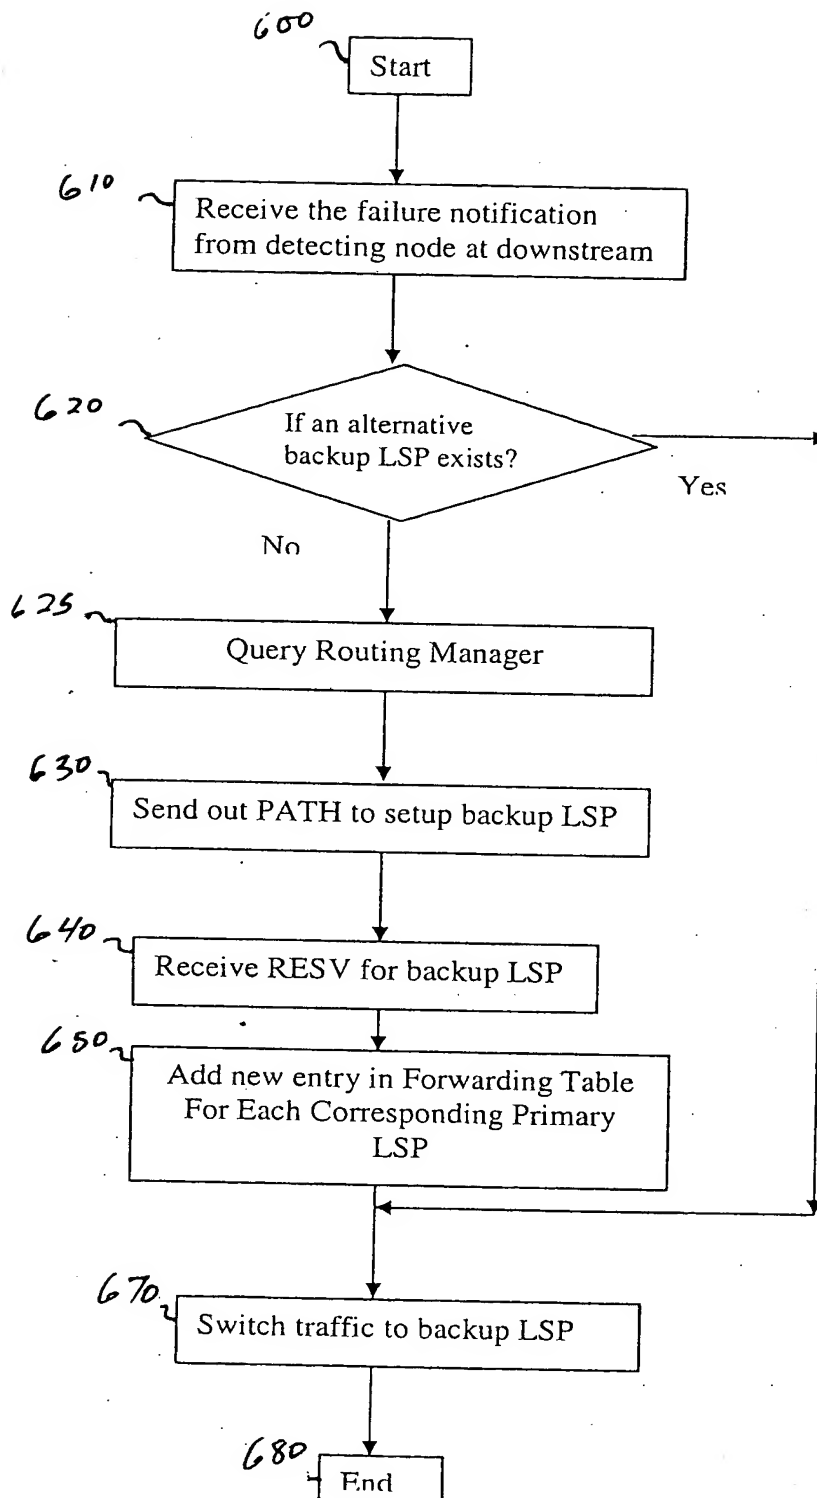 600
Start
610
Receive the failure notification
from detecting node at downstream
620
If an alternative
backup LSP exists?
Yes
No
625
Query Routing Manager
630
Send out PATH to setup backup LSP
640
Receive RESV for backup LSP
650
Add new entry in Forwarding Table
For Each Corresponding Primary
LSP
670
Switch traffic to backup LSP
680
End